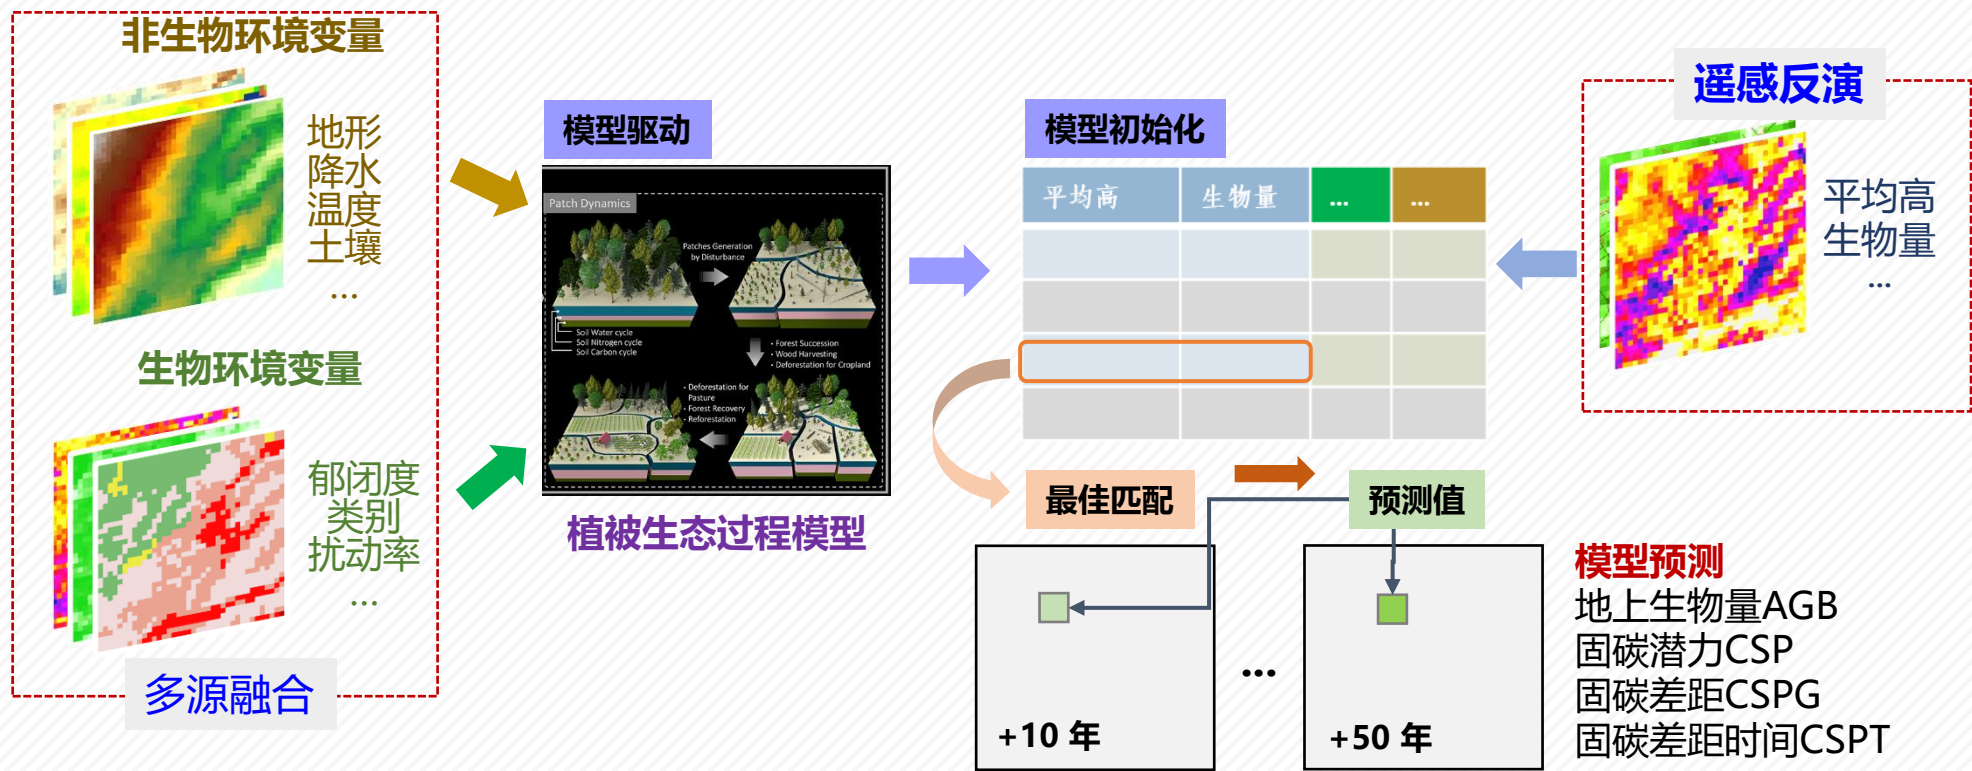 非生物环境变量
地形
降水
温度
土壤
...
生物环境变量
郁闭度
类别
扰动率
...
多源融合
模型驱动
Patch Dynamics
Patches Generation
by Disturbance
Soil Water cycle
Soil Nitrogen cycle
Soil Carbon cycle
• Forest Succession
• Wood Harvesting
• Deforestation for Cropland
• Deforestation for
Pasture
• Forest Recovery
• Reforestation
植被生态过程模型
模型初始化
平均高 生物量 ... ...
遥感反演
平均高
生物量
...
最佳匹配
预测值
+10 年
...
+50 年
模型预测
地上生物量AGB
固碳潜力CSP
固碳差距CSPG
固碳差距时间CSPT